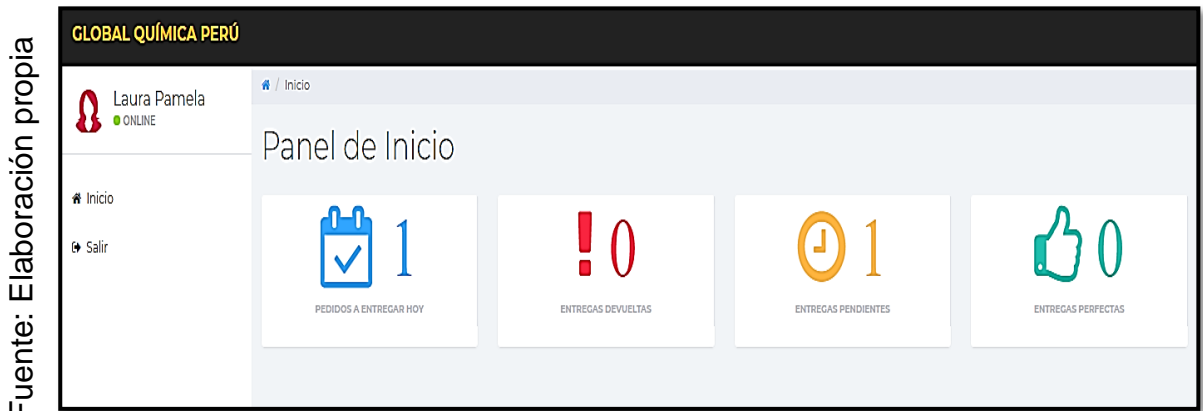 Fuente: Elaboración propia
GLOBAL QUÍMICA PERÚ
Laura Pamela
ONLINE
Inicio
Salir
/ Inicio
Panel de Inicio
1
PEDIDOS A ENTREGAR HOY
0
ENTREGAS DEVUELTAS
1
ENTREGAS PENDIENTES
0
ENTREGAS PERFECTAS